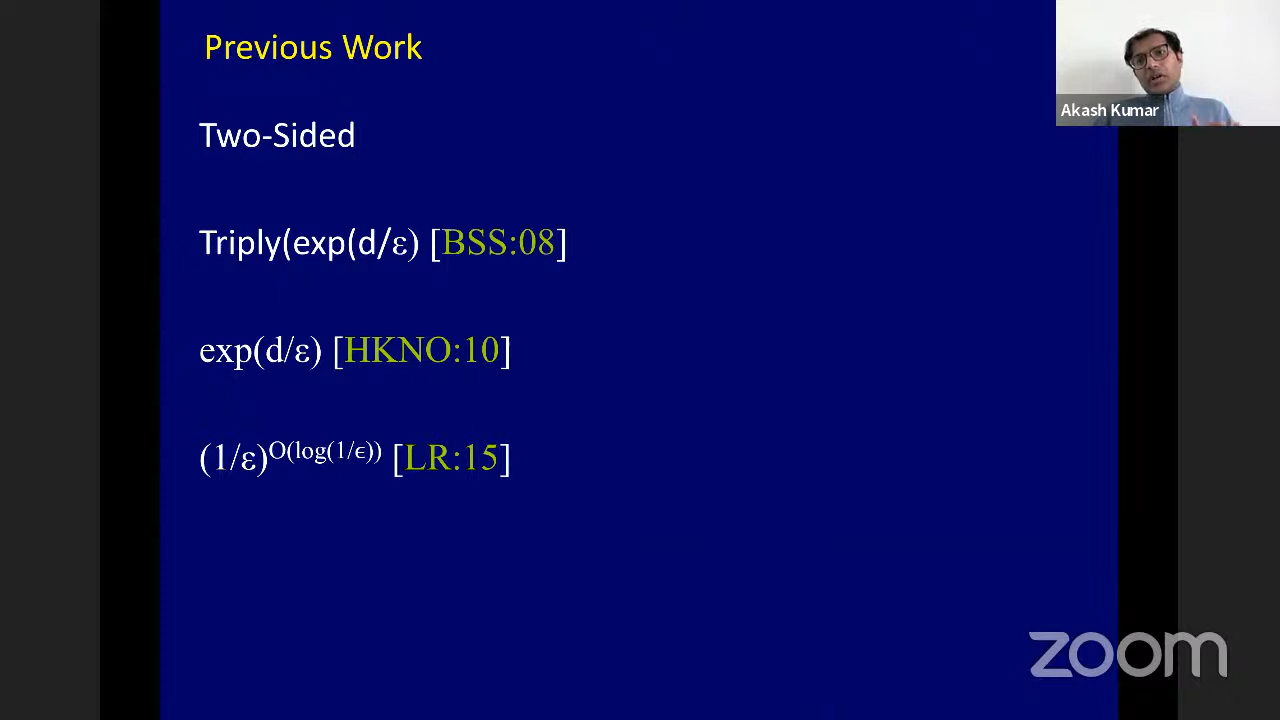 Previous Work
Akash Kumar
Two-Sided
Triply(exp(d/ε) [BSS:08]
exp(d/ε) [HKNO:10]
(1/ε)^O(log(1/ϵ)) [LR:15]
zoom